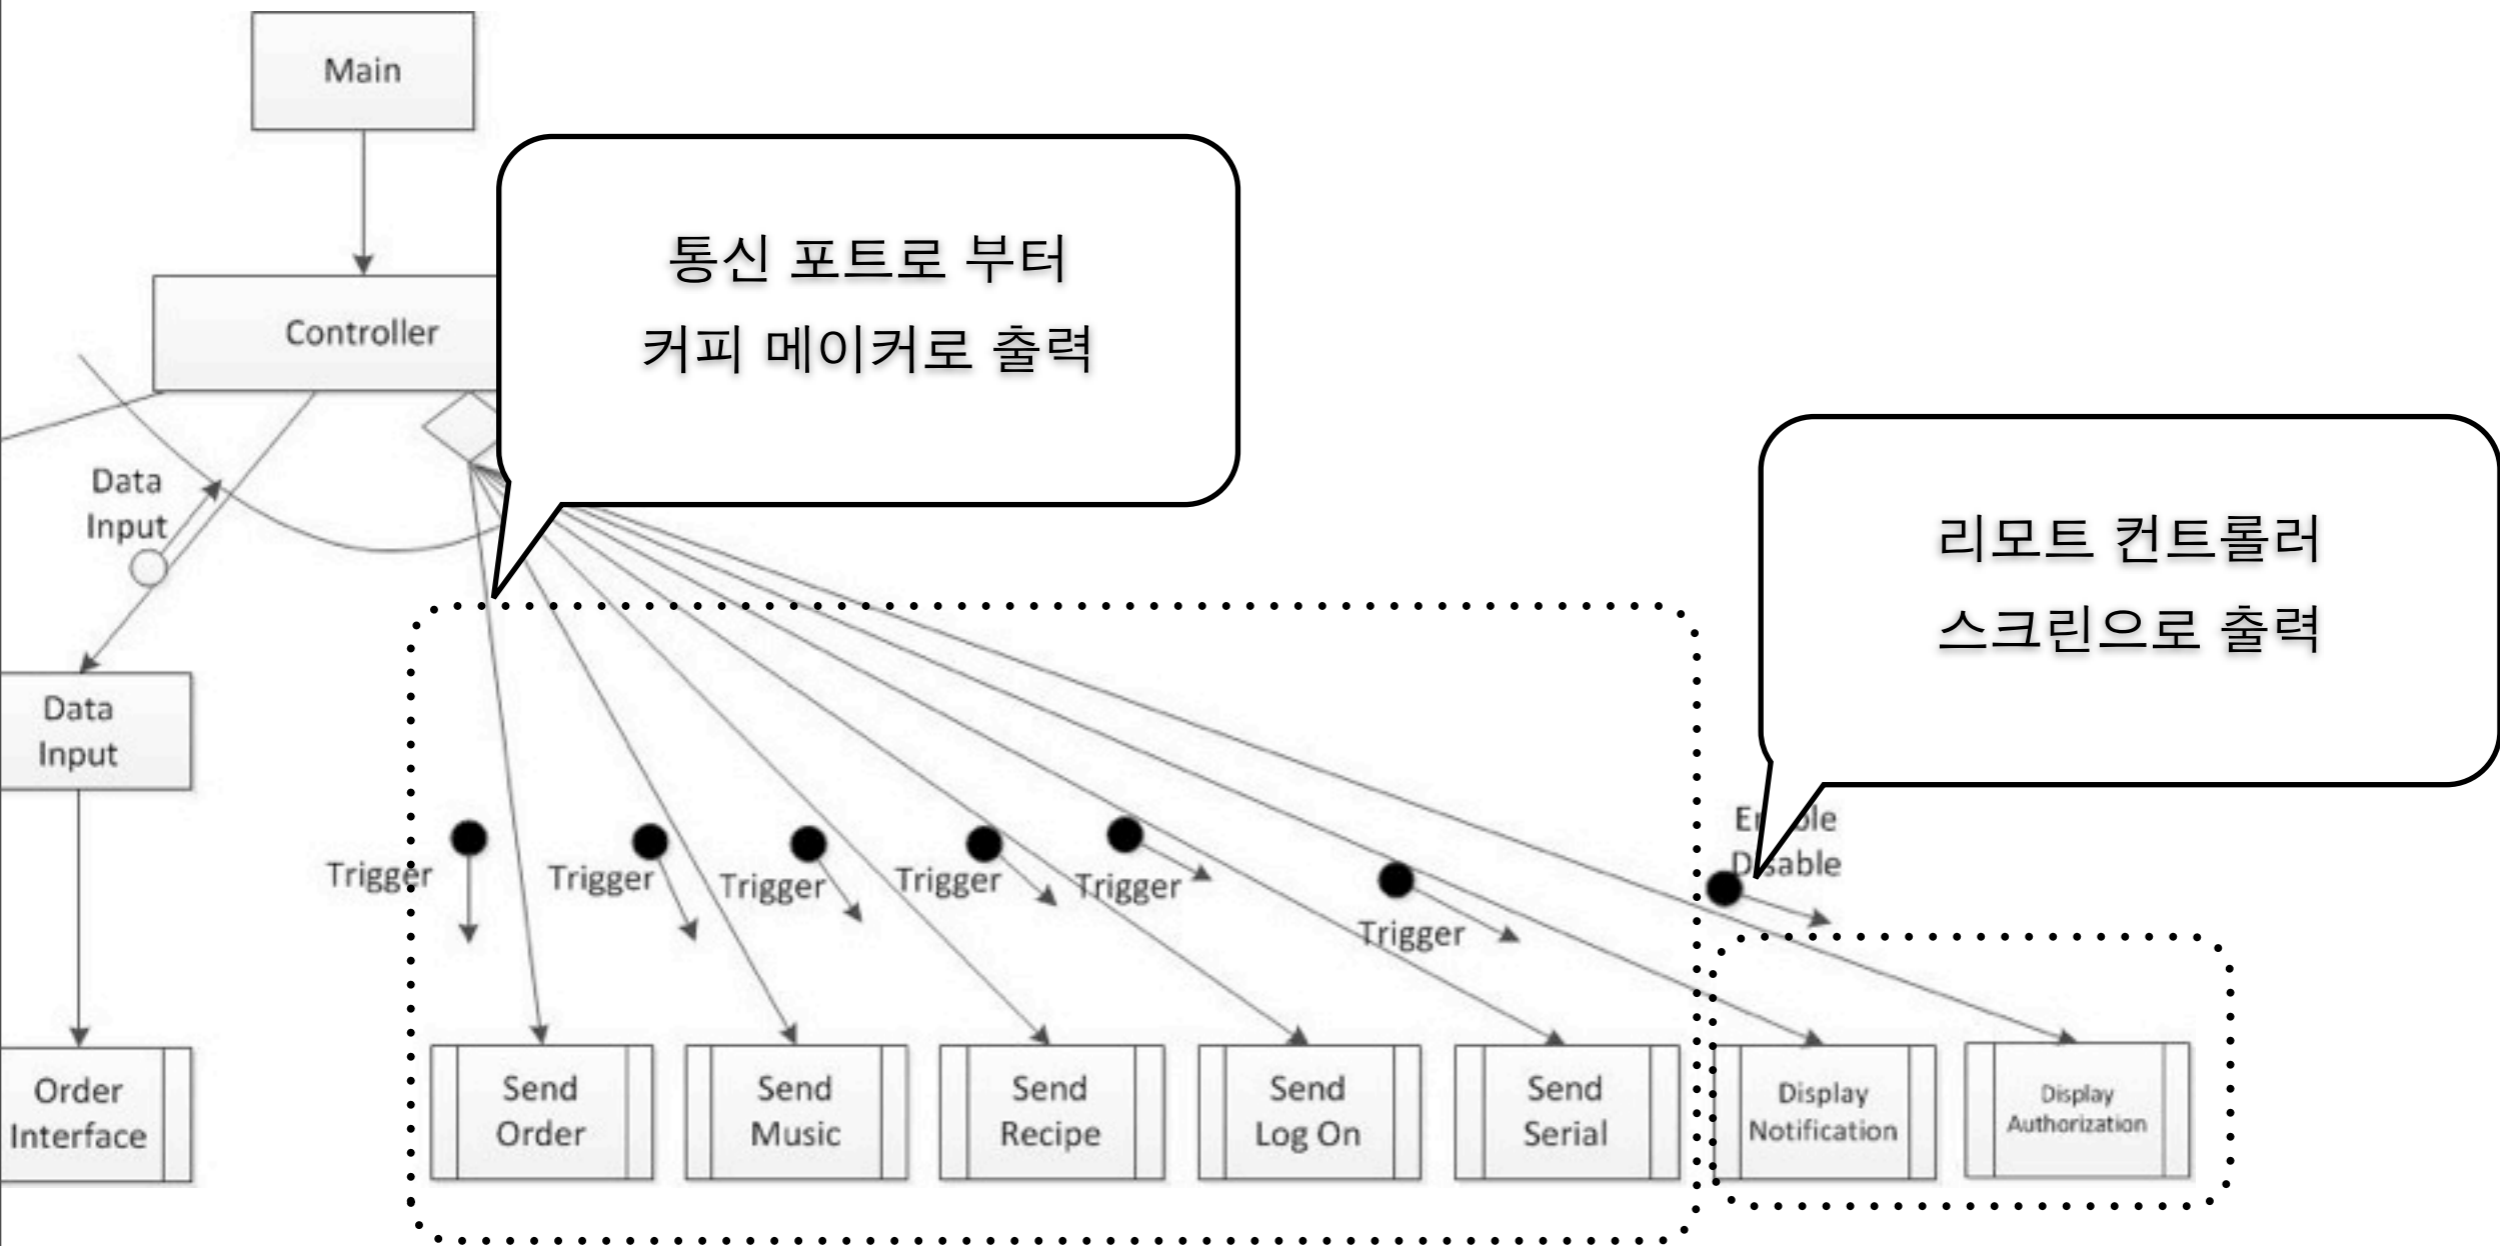 Main
통신 포트로 부터
커피 메이커로 출력
Controller
Data
Input
리모트 컨트롤러
스크린으로 출력
Data
Input
Trigger
Trigger
Trigger
Trigger
Trigger
Trigger
Disable
Order
Interface
Send
Order
Send
Music
Send
Recipe
Send
Log On
Send
Serial
Display
Notification
Display
Authorization